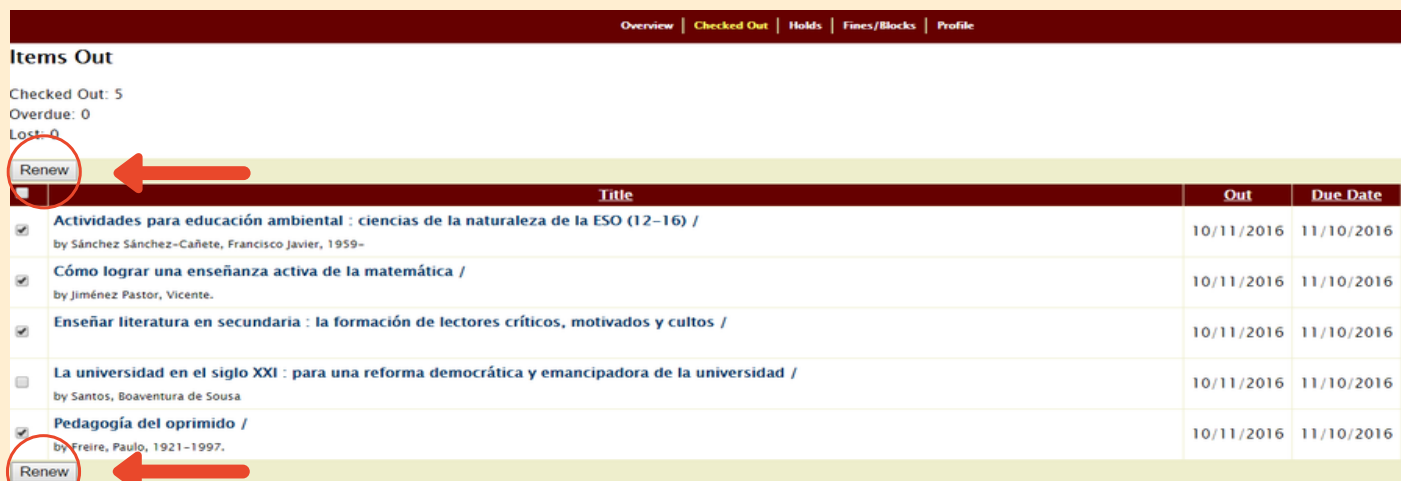 Overview | Checked Out | Holds | Fines/Blocks | Profile
Items Out
Checked Out: 5
Overdue: 0
Lost: 0
Renew
Title Out Due Date
Actividades para educación ambiental : ciencias de la naturaleza de la ESO (12-16) /
by Sánchez Sánchez-Cañete, Francisco Javier, 1959-
10/11/2016 11/10/2016
Cómo lograr una enseñanza activa de la matemática /
by Jiménez Pastor, Vicente.
10/11/2016 11/10/2016
Enseñar literatura en secundaria : la formación de lectores críticos, motivados y cultos /
10/11/2016 11/10/2016
La universidad en el siglo XXI : para una reforma democrática y emancipadora de la universidad /
by Santos, Boaventura de Sousa
10/11/2016 11/10/2016
Pedagogía del oprimido /
by Freire, Paulo, 1921-1997.
10/11/2016 11/10/2016
Renew